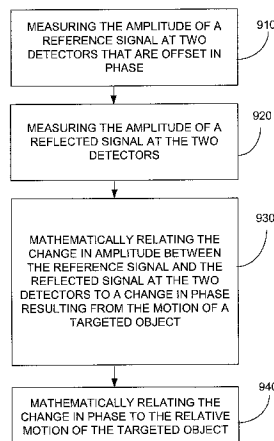 MEASURING THE AMPLITUDE OF A
REFERENCE SIGNAL AT TWO
DETECTORS THAT ARE OFFSET IN
PHASE
910
MEASURING THE AMPLITUDE OF A
REFLECTED SIGNAL AT THE TWO
DETECTORS
920
MATHEMATICALLY RELATING THE
CHANGE IN AMPLITUDE BETWEEN
THE REFERENCE SIGNAL AND THE
REFLECTED SIGNAL AT THE TWO
DETECTORS TO A CHANGE IN PHASE
RESULTING FROM THE MOTION OF A
TARGETED OBJECT
930
MATHEMATICALLY RELATING THE
CHANGE IN PHASE TO THE RELATIVE
MOTION OF THE TARGETED OBJECT
940